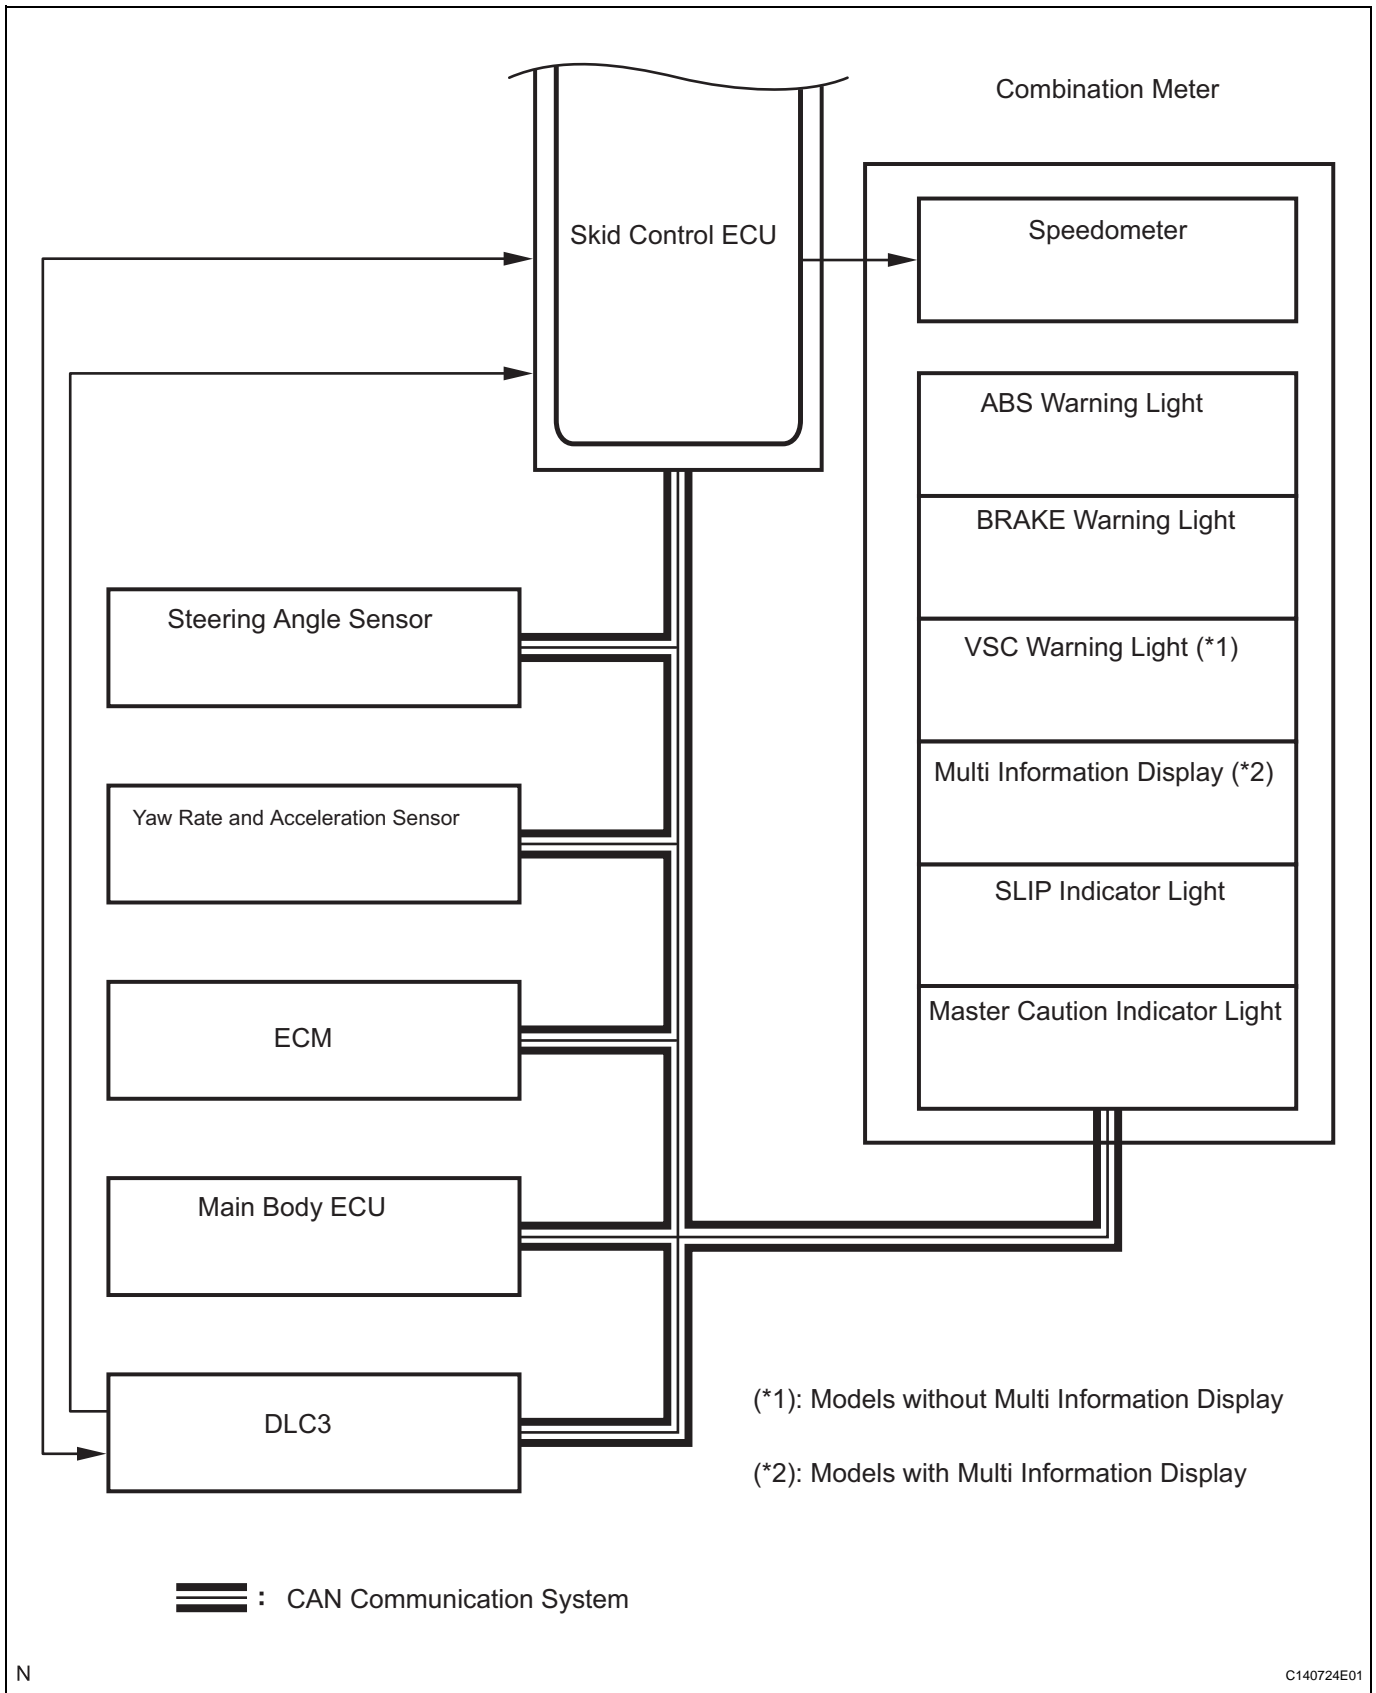 Combination Meter
Skid Control ECU
Speedometer
ABS Warning Light
BRAKE Warning Light
VSC Warning Light (*1)
Multi Information Display (*2)
SLIP Indicator Light
Master Caution Indicator Light
Steering Angle Sensor
Yaw Rate and Acceleration Sensor
ECM
Main Body ECU
DLC3
(*1): Models without Multi Information Display
(*2): Models with Multi Information Display
: CAN Communication System
N
C140724E01